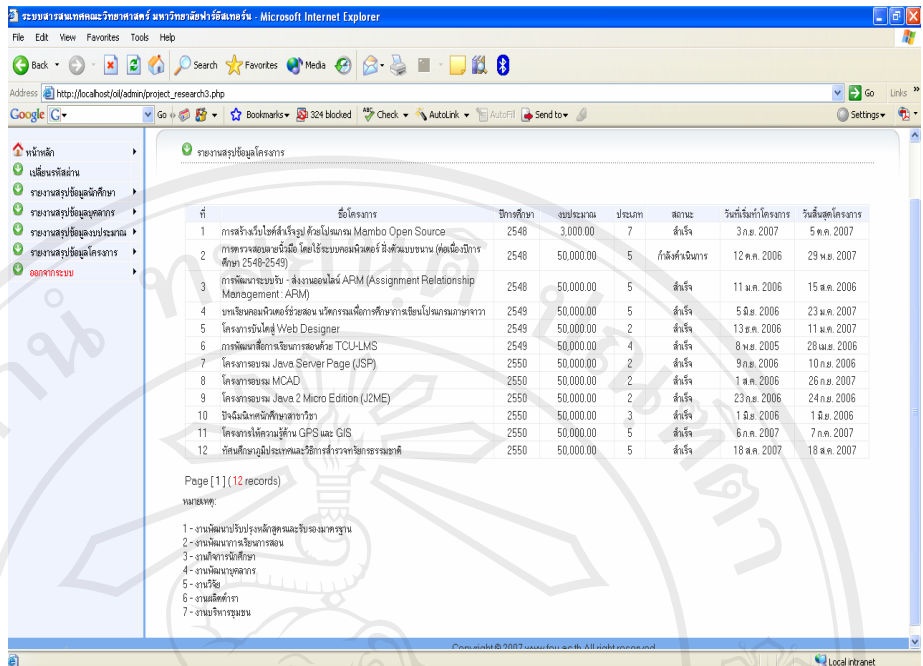 ระบบสารสนเทศคณะวิทยาศาสตร์ มหาวิทยาลัยฟาร์อีสเทอร์น - Microsoft Internet Explorer
File Edit View Favorites Tools Help
Back Search Favorites Media
Address http://localhost/oil/admin/project_research3.php Go Links »
Google G Go Bookmarks 324 blocked Check AutoLink AutoFill Send to Settings
หน้าหลัก
เปลี่ยนรหัสผ่าน
รายงานสรุปข้อมูลนักศึกษา
รายงานสรุปข้อมูลบุคลากร
รายงานสรุปข้อมูลงบประมาณ
รายงานสรุปข้อมูลโครงการ
ออกจากระบบ
รายงานสรุปข้อมูลโครงการ
ที่ ชื่อโครงการ ปีการศึกษา งบประมาณ ประเภท สถานะ วันที่เริ่มทำโครงการ วันสิ้นสุดโครงการ
1 การสร้างเว็บไซต์สำเร็จรูป ด้วยโปรแกรม Mambo Open Source 2548 3,000.00 7 สำเร็จ 3 ก.ย. 2007 5 ต.ค. 2007
2 การตรวจสอบลายนิ้วมือ โดยใช้ระบบคอมพิวเตอร์ ฝังตัวแบบขนาน (ต่อเนื่องปีการ
ศึกษา 2548-2549) 2548 50,000.00 5 กำลังดำเนินการ 12 ต.ค. 2006 29 พ.ย. 2007
3 การพัฒนาระบบรับ - ส่งงานออนไลน์ ARM (Assignment Relationship
Management : ARM) 2548 50,000.00 5 สำเร็จ 11 ม.ค. 2006 15 ส.ค. 2006
4 บทเรียนคอมพิวเตอร์ช่วยสอน นวัตกรรมเพื่อการศึกษาการเขียนโปรแกรมภาษาจาวา 2549 50,000.00 5 สำเร็จ 5 มิ.ย. 2006 23 ม.ค. 2007
5 โครงการบันไดสู่ Web Designer 2549 50,000.00 2 สำเร็จ 13 ธ.ค. 2006 11 ม.ค. 2007
6 การพัฒนาสื่อการเรียนการสอนด้วย TCU-LMS 2549 50,000.00 4 สำเร็จ 8 พ.ย. 2005 28 เม.ย. 2006
7 โครงการอบรม Java Server Page (JSP) 2550 50,000.00 2 สำเร็จ 9 ก.ย. 2006 10 ก.ย. 2006
8 โครงการอบรม MCAD 2550 50,000.00 2 สำเร็จ 1 ส.ค. 2006 26 ก.ย. 2007
9 โครงการอบรม Java 2 Micro Edition (J2ME) 2550 50,000.00 2 สำเร็จ 23 ก.ย. 2006 24 ก.ย. 2006
10 ปัจฉิมนิเทศนักศึกษาสาขาวิชา 2550 50,000.00 3 สำเร็จ 1 มิ.ย. 2006 1 มิ.ย. 2006
11 โครงการให้ความรู้ด้าน GPS และ GIS 2550 50,000.00 5 สำเร็จ 6 ก.ค. 2006 7 ก.ค. 2007
12 ทัศนศึกษาภูมิประเทศและวิธีการสำรวจทรัยกรธรรมชาติ 2550 50,000.00 5 สำเร็จ 18 ส.ค. 2006 18 ส.ค. 2006
Page [ 1 ] ( 12 records)
หมายเหตุ:
1 - งานพัฒนาปรับปรุงหลักสูตรและรับรองมาตรฐาน
2 - งานพัฒนาการเรียนการสอน
3 - งานกิจการนักศึกษา
4 - งานพัฒนาบุคลากร
5 - งานวิจัย
6 - งานผลิตตำรา
7 - งานบริหารชุมชน
Copyright © 2007 www.feu.ac.th All right reserved
Local intranet